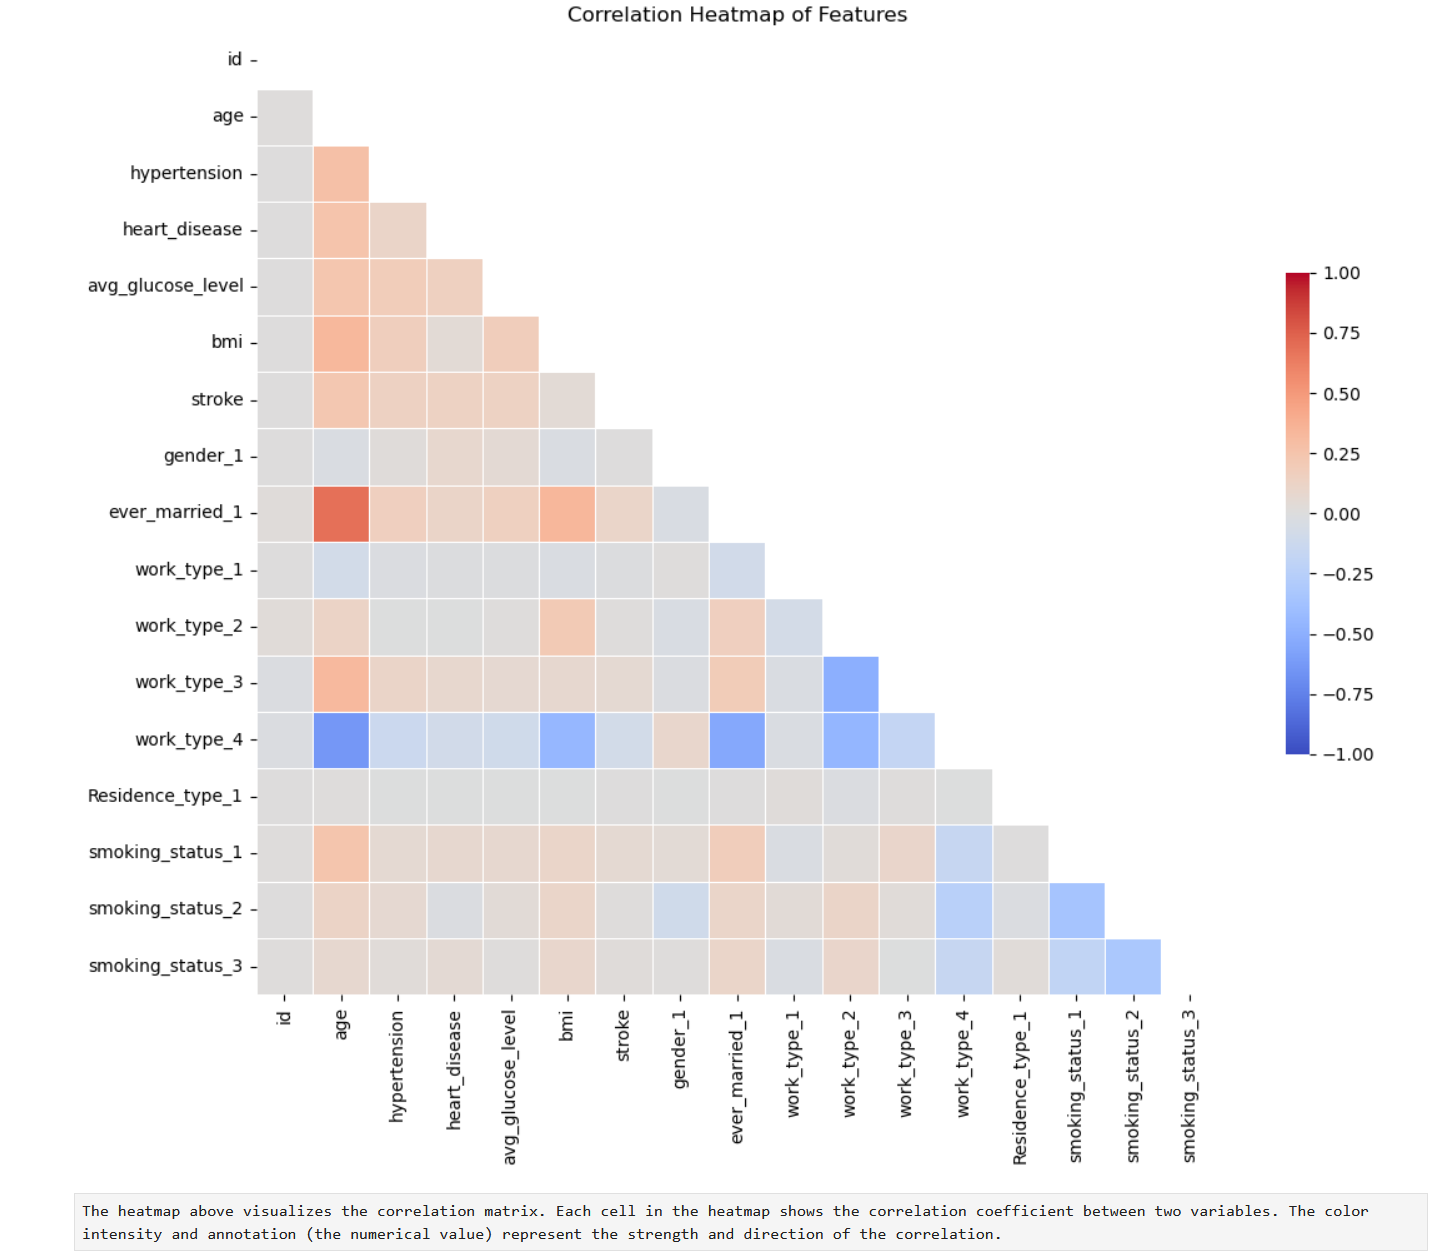 Correlation Heatmap of Features
id
age
hypertension
heart_disease
avg_glucose_level
bmi
stroke
gender_1
ever_married_1
work_type_1
work_type_2
work_type_3
work_type_4
Residence_type_1
smoking_status_1
smoking_status_2
smoking_status_3
id
age
hypertension
heart_disease
avg_glucose_level
bmi
stroke
gender_1
ever_married_1
work_type_1
work_type_2
work_type_3
work_type_4
Residence_type_1
smoking_status_1
smoking_status_2
smoking_status_3
1.00
0.75
0.50
0.25
0.00
−0.25
−0.50
−0.75
−1.00
The heatmap above visualizes the correlation matrix. Each cell in the heatmap shows the correlation coefficient between two variables. The color
intensity and annotation (the numerical value) represent the strength and direction of the correlation.